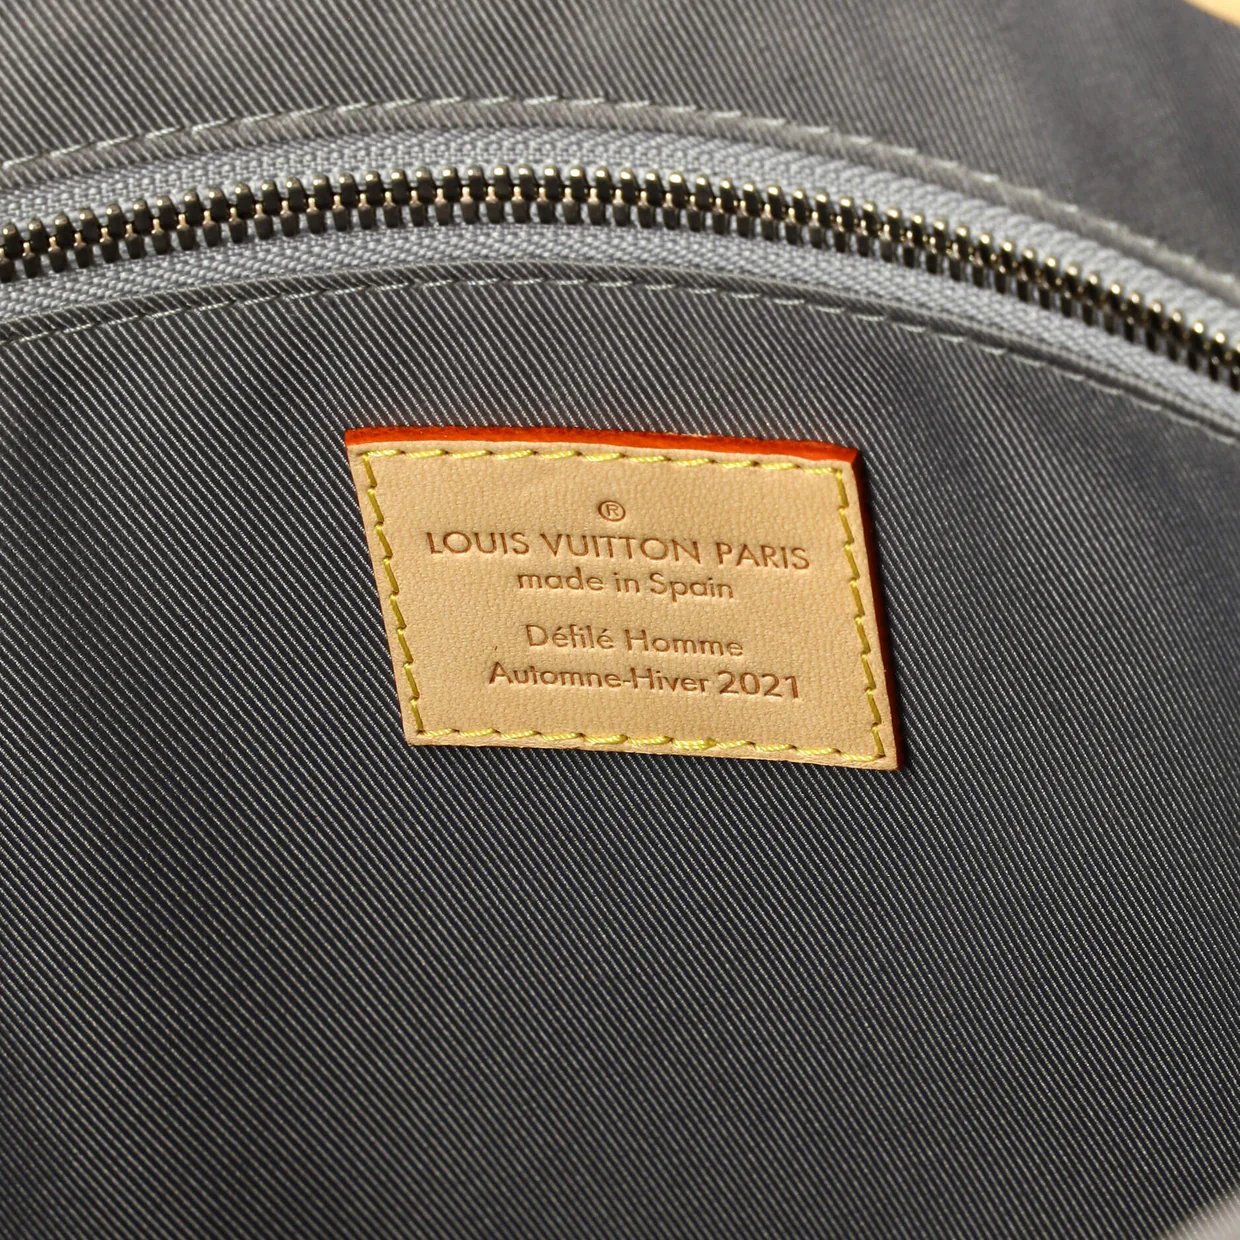 ®
LOUIS VUITTON PARIS
made in Spain
Défilé Homme
Automne-Hiver 2021